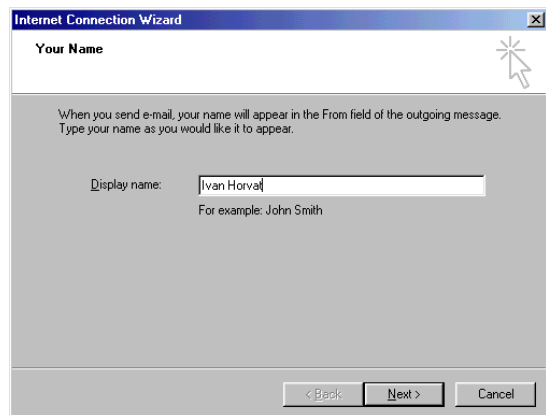 Internet Connection Wizard
Your Name
When you send e-mail, your name will appear in the From field of the outgoing message.
Type your name as you would like it to appear.
Display name: Ivan Horvat
For example: John Smith
< Back Next > Cancel